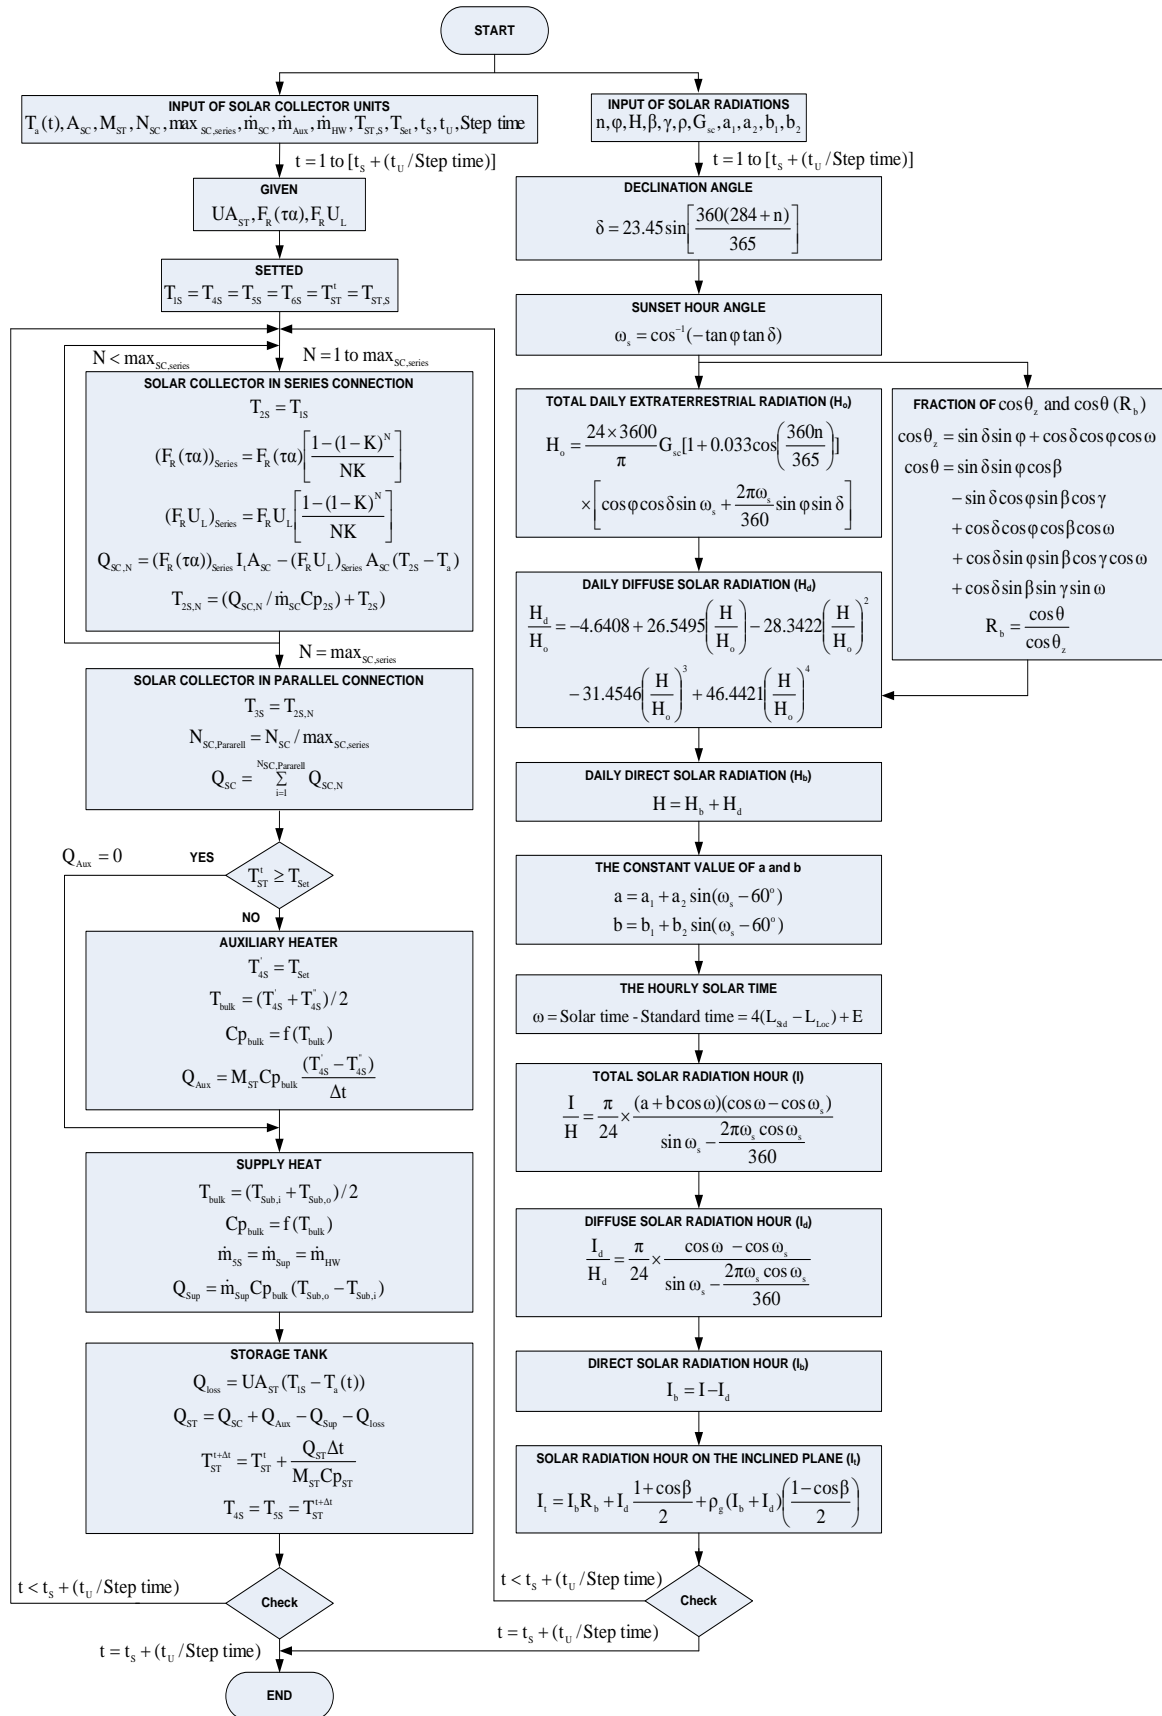 START
INPUT OF SOLAR COLLECTOR UNITS
T_a(t), A_SC, M_ST, N_SC, max_SC,series, ṁ_SC, ṁ_Aux, ṁ_HW, T_ST,S, T_Set, t_S, t_U, Step time
t = 1 to [t_S + (t_U / Step time)]
GIVEN
UA_ST, F_R(τα), F_R U_L
SETTED
T_1S = T_4S = T_5S = T_6S = T_ST^t = T_ST,S
N < max_SC,series
N = 1 to max_SC,series
SOLAR COLLECTOR IN SERIES CONNECTION
T_2S = T_1S
(F_R(τα))_Series = F_R(τα)[(1-(1-K)^N)/(NK)]
(F_R U_L)_Series = F_R U_L[(1-(1-K)^N)/(NK)]
Q_SC,N = (F_R(τα))_Series I_t A_SC − (F_R U_L)_Series A_SC (T_2S − T_a)
T_2S,N = (Q_SC,N / ṁ_SC Cp_2S) + T_2S)
N = max_SC,series
SOLAR COLLECTOR IN PARALLEL CONNECTION
T_3S = T_2S,N
N_SC,Pararell = N_SC / max_SC,series
Q_SC = Σ_{i=1}^{N_SC,Pararell} Q_SC,N
Q_Aux = 0
YES
T_ST^t ≥ T_Set
NO
AUXILIARY HEATER
T'_4S = T_Set
T_bulk = (T'_4S + T"_4S)/2
Cp_bulk = f(T_bulk)
Q_Aux = M_ST Cp_bulk (T'_4S − T"_4S)/Δt
SUPPLY HEAT
T_bulk = (T_Sub,i + T_Sub,o)/2
Cp_bulk = f(T_bulk)
ṁ_5S = ṁ_Sup = ṁ_HW
Q_Sup = ṁ_Sup Cp_bulk (T_Sub,o − T_Sub,i)
STORAGE TANK
Q_loss = UA_ST (T_1S − T_a(t))
Q_ST = Q_SC + Q_Aux − Q_Sup − Q_loss
T_ST^{t+Δt} = T_ST^t + (Q_ST Δt)/(M_ST Cp_ST)
T_4S = T_5S = T_ST^{t+Δt}
t < t_S + (t_U / Step time)
Check
t = t_S + (t_U / Step time)
END
INPUT OF SOLAR RADIATIONS
n, φ, H, β, γ, ρ, G_sc, a_1, a_2, b_1, b_2
t = 1 to [t_S + (t_U / Step time)]
DECLINATION ANGLE
δ = 23.45 sin[360(284 + n)/365]
SUNSET HOUR ANGLE
ω_s = cos^{-1}(−tan φ tan δ)
TOTAL DAILY EXTRATERRESTRIAL RADIATION (H_o)
H_o = (24 × 3600)/π G_sc [1 + 0.033 cos(360n/365)]
× [cos φ cos δ sin ω_s + (2πω_s/360) sin φ sin δ]
FRACTION OF cos θ_z and cos θ (R_b)
cos θ_z = sin δ sin φ + cos δ cos φ cos ω
cos θ = sin δ sin φ cos β
− sin δ cos φ sin β cos γ
+ cos δ cos φ cos β cos ω
+ cos δ sin φ sin β cos γ cos ω
+ cos δ sin β sin γ sin ω
R_b = cos θ / cos θ_z
DAILY DIFFUSE SOLAR RADIATION (H_d)
H_d/H_o = −4.6408 + 26.5495(H/H_o) − 28.3422(H/H_o)^2
− 31.4546(H/H_o)^3 + 46.4421(H/H_o)^4
DAILY DIRECT SOLAR RADIATION (H_b)
H = H_b + H_d
THE CONSTANT VALUE OF a and b
a = a_1 + a_2 sin(ω_s − 60°)
b = b_1 + b_2 sin(ω_s − 60°)
THE HOURLY SOLAR TIME
ω = Solar time - Standard time = 4(L_Std − L_Loc) + E
TOTAL SOLAR RADIATION HOUR (I)
I/H = π/24 × ((a + b cos ω)(cos ω − cos ω_s))/(sin ω_s − (2πω_s cos ω_s)/360)
DIFFUSE SOLAR RADIATION HOUR (I_d)
I_d/H_d = π/24 × (cos ω − cos ω_s)/(sin ω_s − (2πω_s cos ω_s)/360)
DIRECT SOLAR RADIATION HOUR (I_b)
I_b = I − I_d
SOLAR RADIATION HOUR ON THE INCLINED PLANE (I_t)
I_t = I_b R_b + I_d (1 + cos β)/2 + ρ_g (I_b + I_d)((1 − cos β)/2)
t < t_S + (t_U / Step time)
Check
t = t_S + (t_U / Step time)